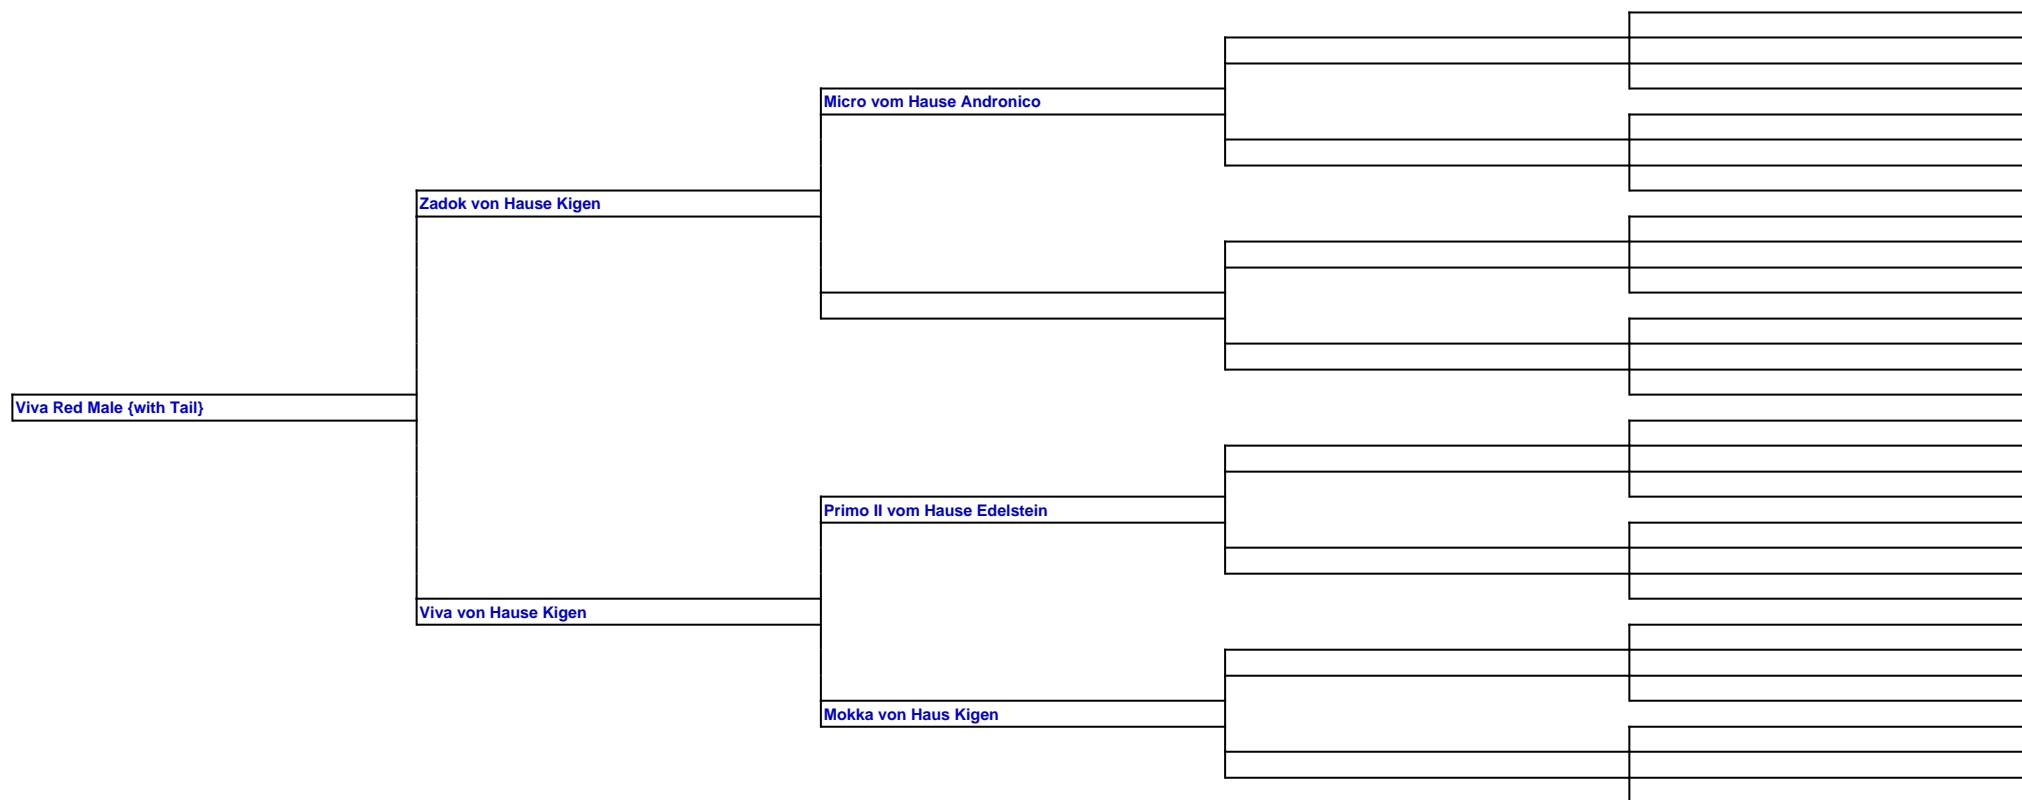 Micro vom Hause Andronico
Zadok von Hause Kigen
Viva Red Male {with Tail}
Primo II vom Hause Edelstein
Viva von Hause Kigen
Mokka von Haus Kigen